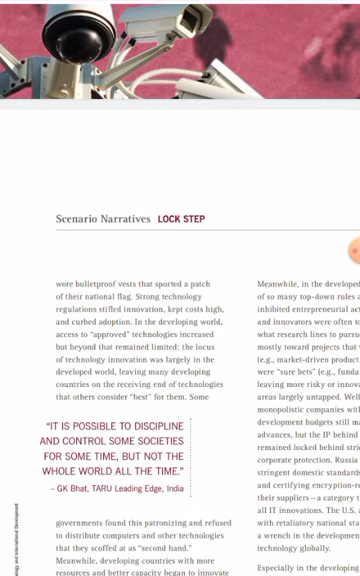 Scenario Narratives LOCK STEP
wore bulletproof vests that sported a patch
of their national flag. Strong technology
regulations stifled innovation, kept costs high,
and curbed adoption. In the developing world,
access to “approved” technologies increased
but beyond that remained limited: the locus
of technology innovation was largely in the
developed world, leaving many developing
countries on the receiving end of technologies
that others consider “best” for them. Some
“IT IS POSSIBLE TO DISCIPLINE
AND CONTROL SOME SOCIETIES
FOR SOME TIME, BUT NOT THE
WHOLE WORLD ALL THE TIME.”
– GK Bhat, TARU Leading Edge, India
governments found this patronizing and refused
to distribute computers and other technologies
that they scoffed at as “second hand.”
Meanwhile, developing countries with more
resources and better capacity began to innovate
Meanwhile, in the developed
of so many top-down rules a
inhibited entrepreneurial act
and innovators were often to
what research lines to pursue
mostly toward projects that
(e.g., market-driven product
were “sure bets” (e.g., funda
leaving more risky or innova
areas largely untapped. Well
monopolistic companies with
development budgets still ma
advances, but the IP behind
remained locked behind stric
corporate protection. Russia
stringent domestic standards
and certifying encryption-re
their suppliers—a category t
all IT innovations. The U.S. a
with retaliatory national sta
a wrench in the development
technology globally.
Especially in the developing
ology and International Development